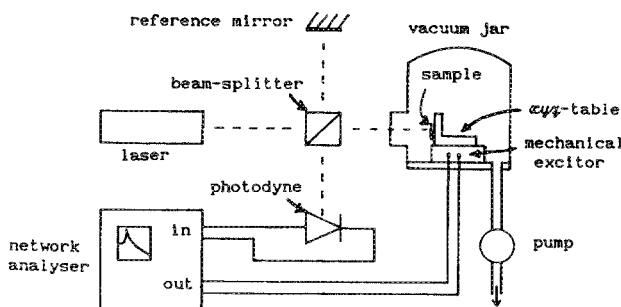 reference mirror
vacuum jar
beam-splitter
sample
xyz-table
laser
mechanical
excitor
photodyne
network
analyser
in
out
pump